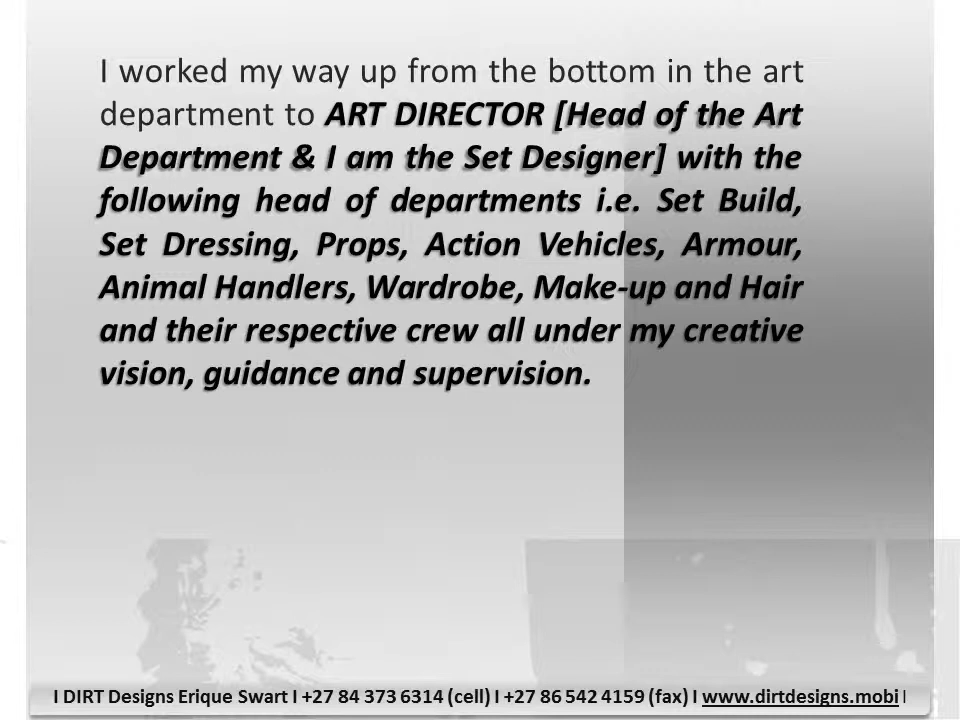 I worked my way up from the bottom in the art
department to ART DIRECTOR [Head of the Art
Department & I am the Set Designer] with the
following head of departments i.e. Set Build,
Set Dressing, Props, Action Vehicles, Armour,
Animal Handlers, Wardrobe, Make-up and Hair
and their respective crew all under my creative
vision, guidance and supervision.
I DIRT Designs Erique Swart I +27 84 373 6314 (cell) I +27 86 542 4159 (fax) I www.dirtdesigns.mobi I